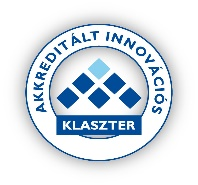 AKKREDITÁLT INNOVÁCIÓS
KLASZTER